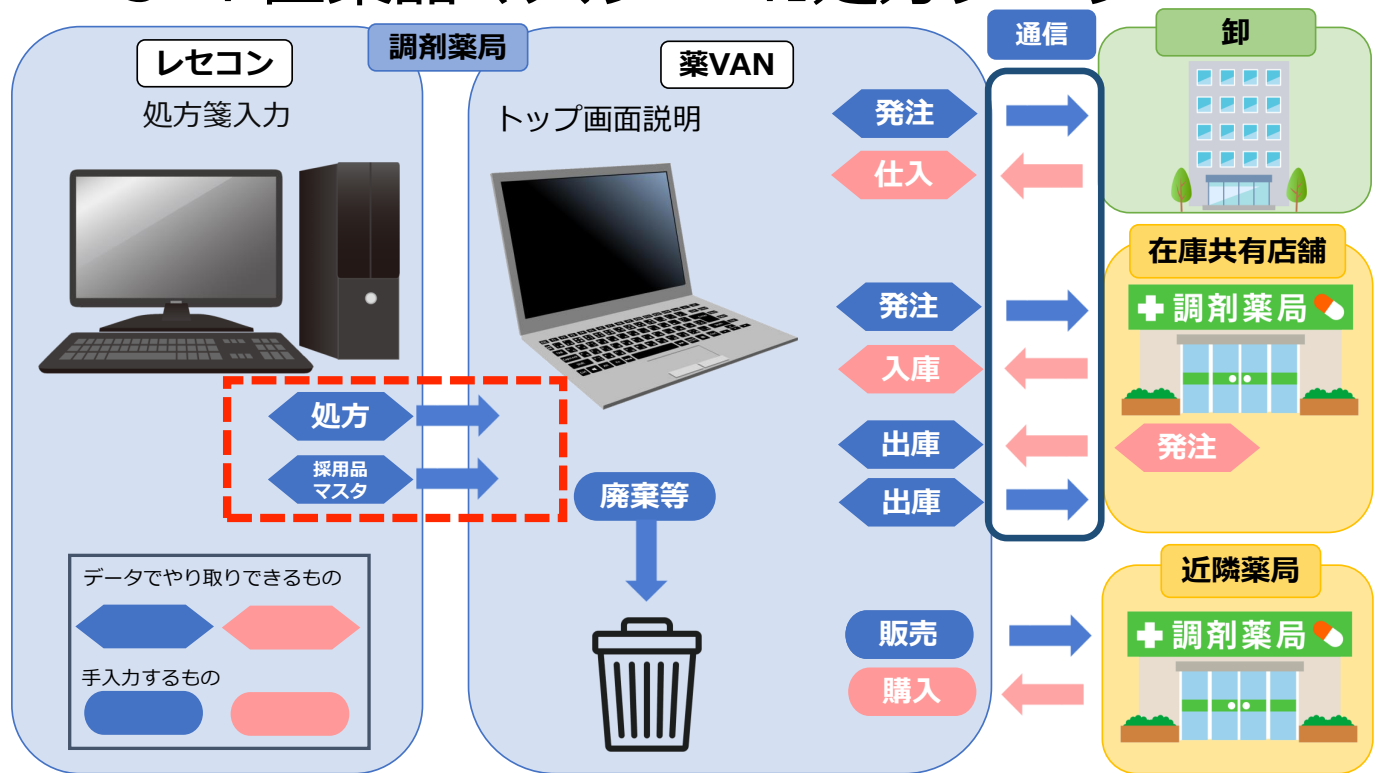 調剤薬局
レセコン
処方箋入力
薬VAN
トップ画面説明
通信
卸
発注
仕入
在庫共有店舗
調剤薬局
発注
入庫
出庫
発注
出庫
処方
採用品
マスタ
廃棄等
データでやり取りできるもの
手入力するもの
近隣薬局
調剤薬局
販売
購入